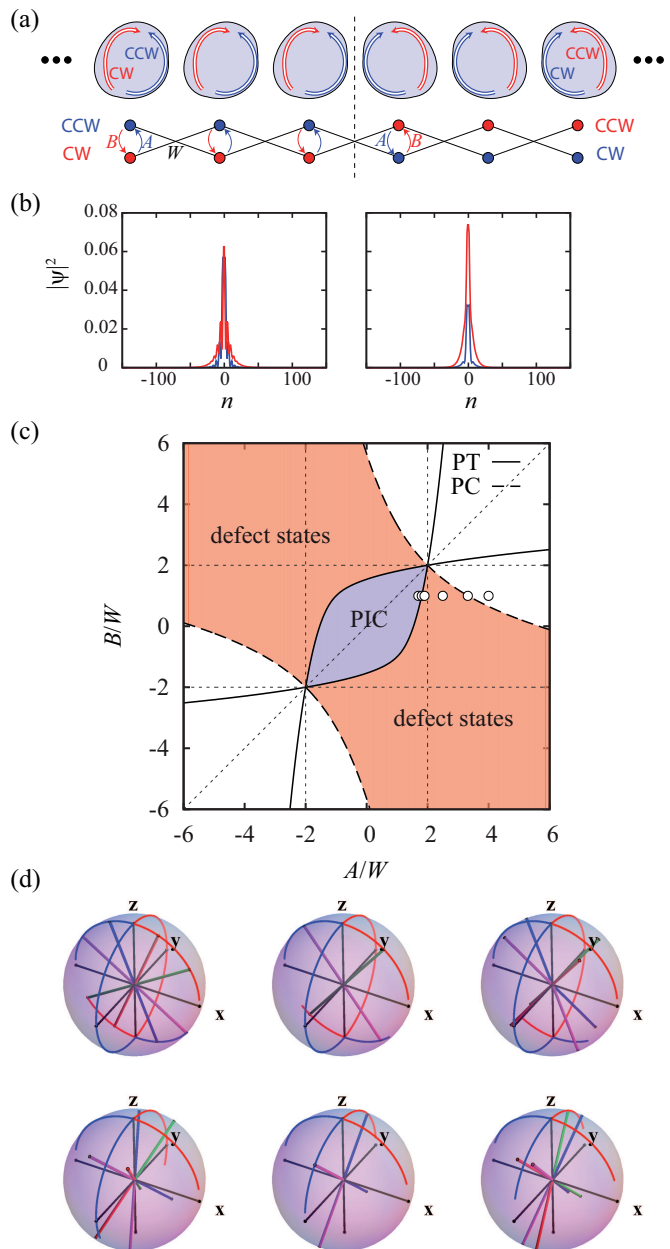 (a)
••• CCW CW CCW CW •••
CCW B A W A B CCW
CW CW
(b)
0.08
0.06
0.04
0.02
0
|ψ|²
-100 0 100 -100 0 100
n n
(c)
6
4
2
0
-2
-4
-6
B/W
PT
PC
defect states
PIC
defect states
-6 -4 -2 0 2 4 6
A/W
(d)
z z z
y y y
x x x
z z z
y y y
x x x